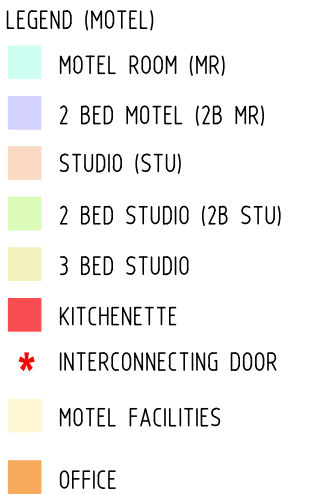 LEGEND (MOTEL)
MOTEL ROOM (MR)
2 BED MOTEL (2B MR)
STUDIO (STU)
2 BED STUDIO (2B STU)
3 BED STUDIO
KITCHENETTE
* INTERCONNECTING DOOR
MOTEL FACILITIES
OFFICE